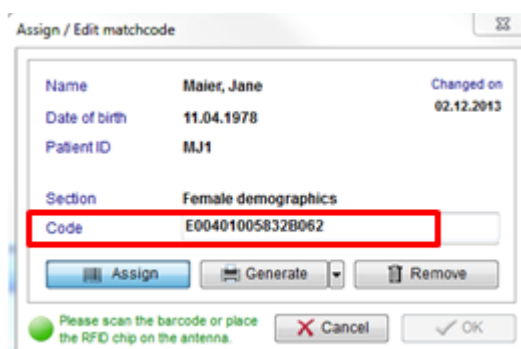 Assign / Edit matchcode
Name Maier, Jane Changed on
02.12.2013
Date of birth 11.04.1978
Patient ID MJ1
Section Female demographics
Code E00401005832B062
Assign Generate Remove
Please scan the barcode or place
the RFID chip on the antenna.
Cancel OK